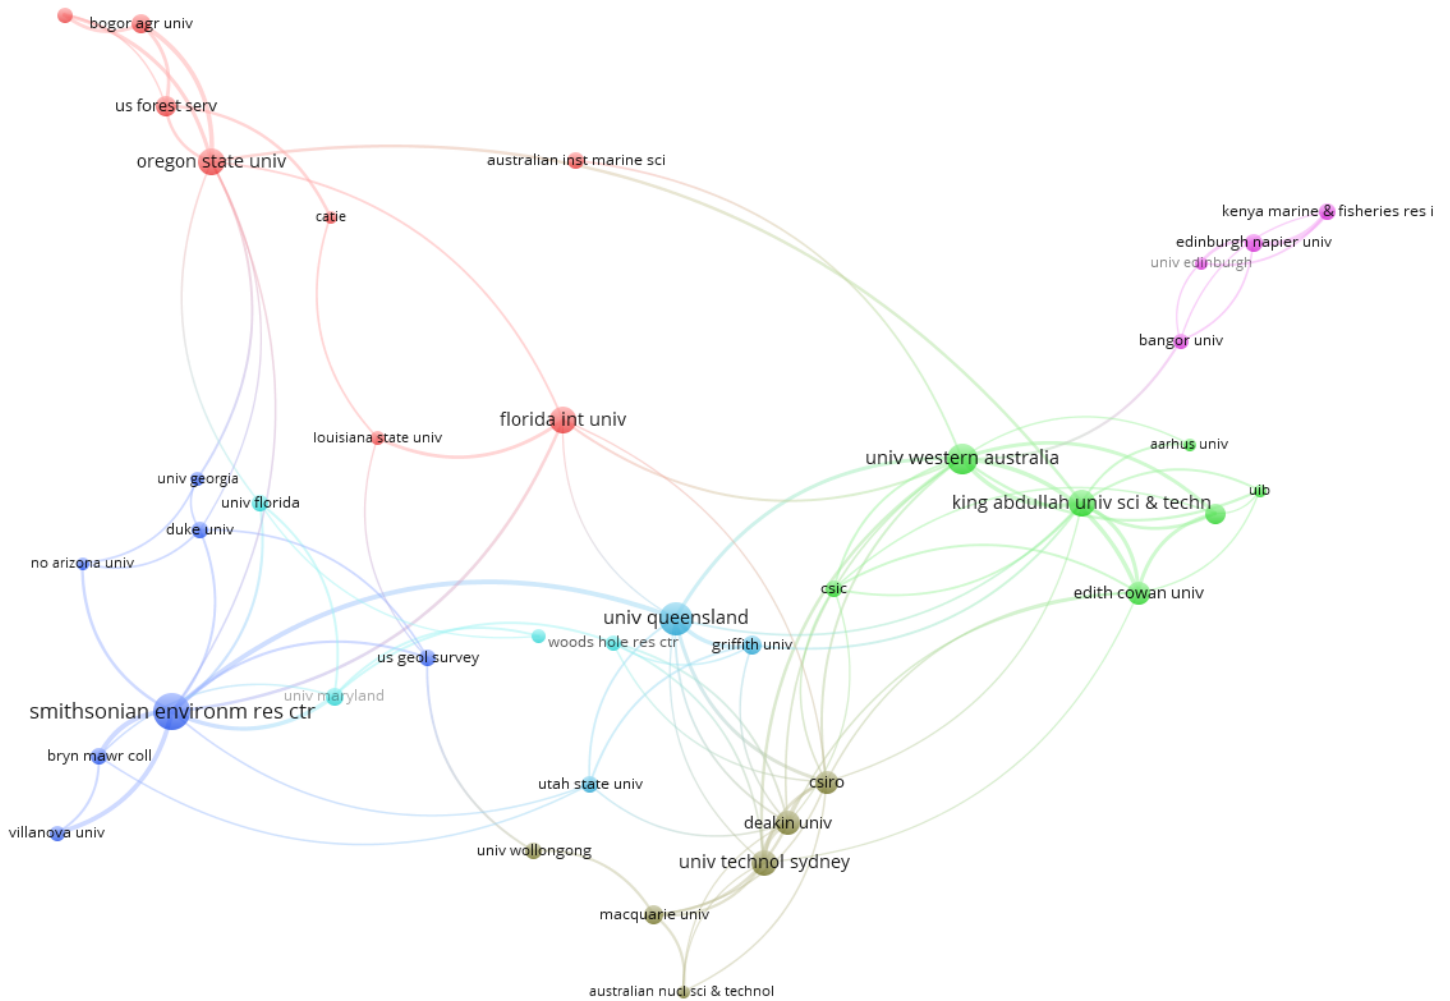 bogor agr univ
us forest serv
oregon state univ
australian inst marine sci
catie
kenya marine & fisheries res i
edinburgh napier univ
univ edinburgh
bangor univ
florida int univ
louisiana state univ
univ western australia
aarhus univ
univ georgia
univ florida
king abdullah univ sci & techn
uib
duke univ
no arizona univ
csic
edith cowan univ
univ queensland
woods hole res ctr
griffith univ
us geol survey
univ maryland
smithsonian environm res ctr
bryn mawr coll
utah state univ
csiro
villanova univ
deakin univ
univ wollongong
univ technol sydney
macquarie univ
australian nucl sci & technol